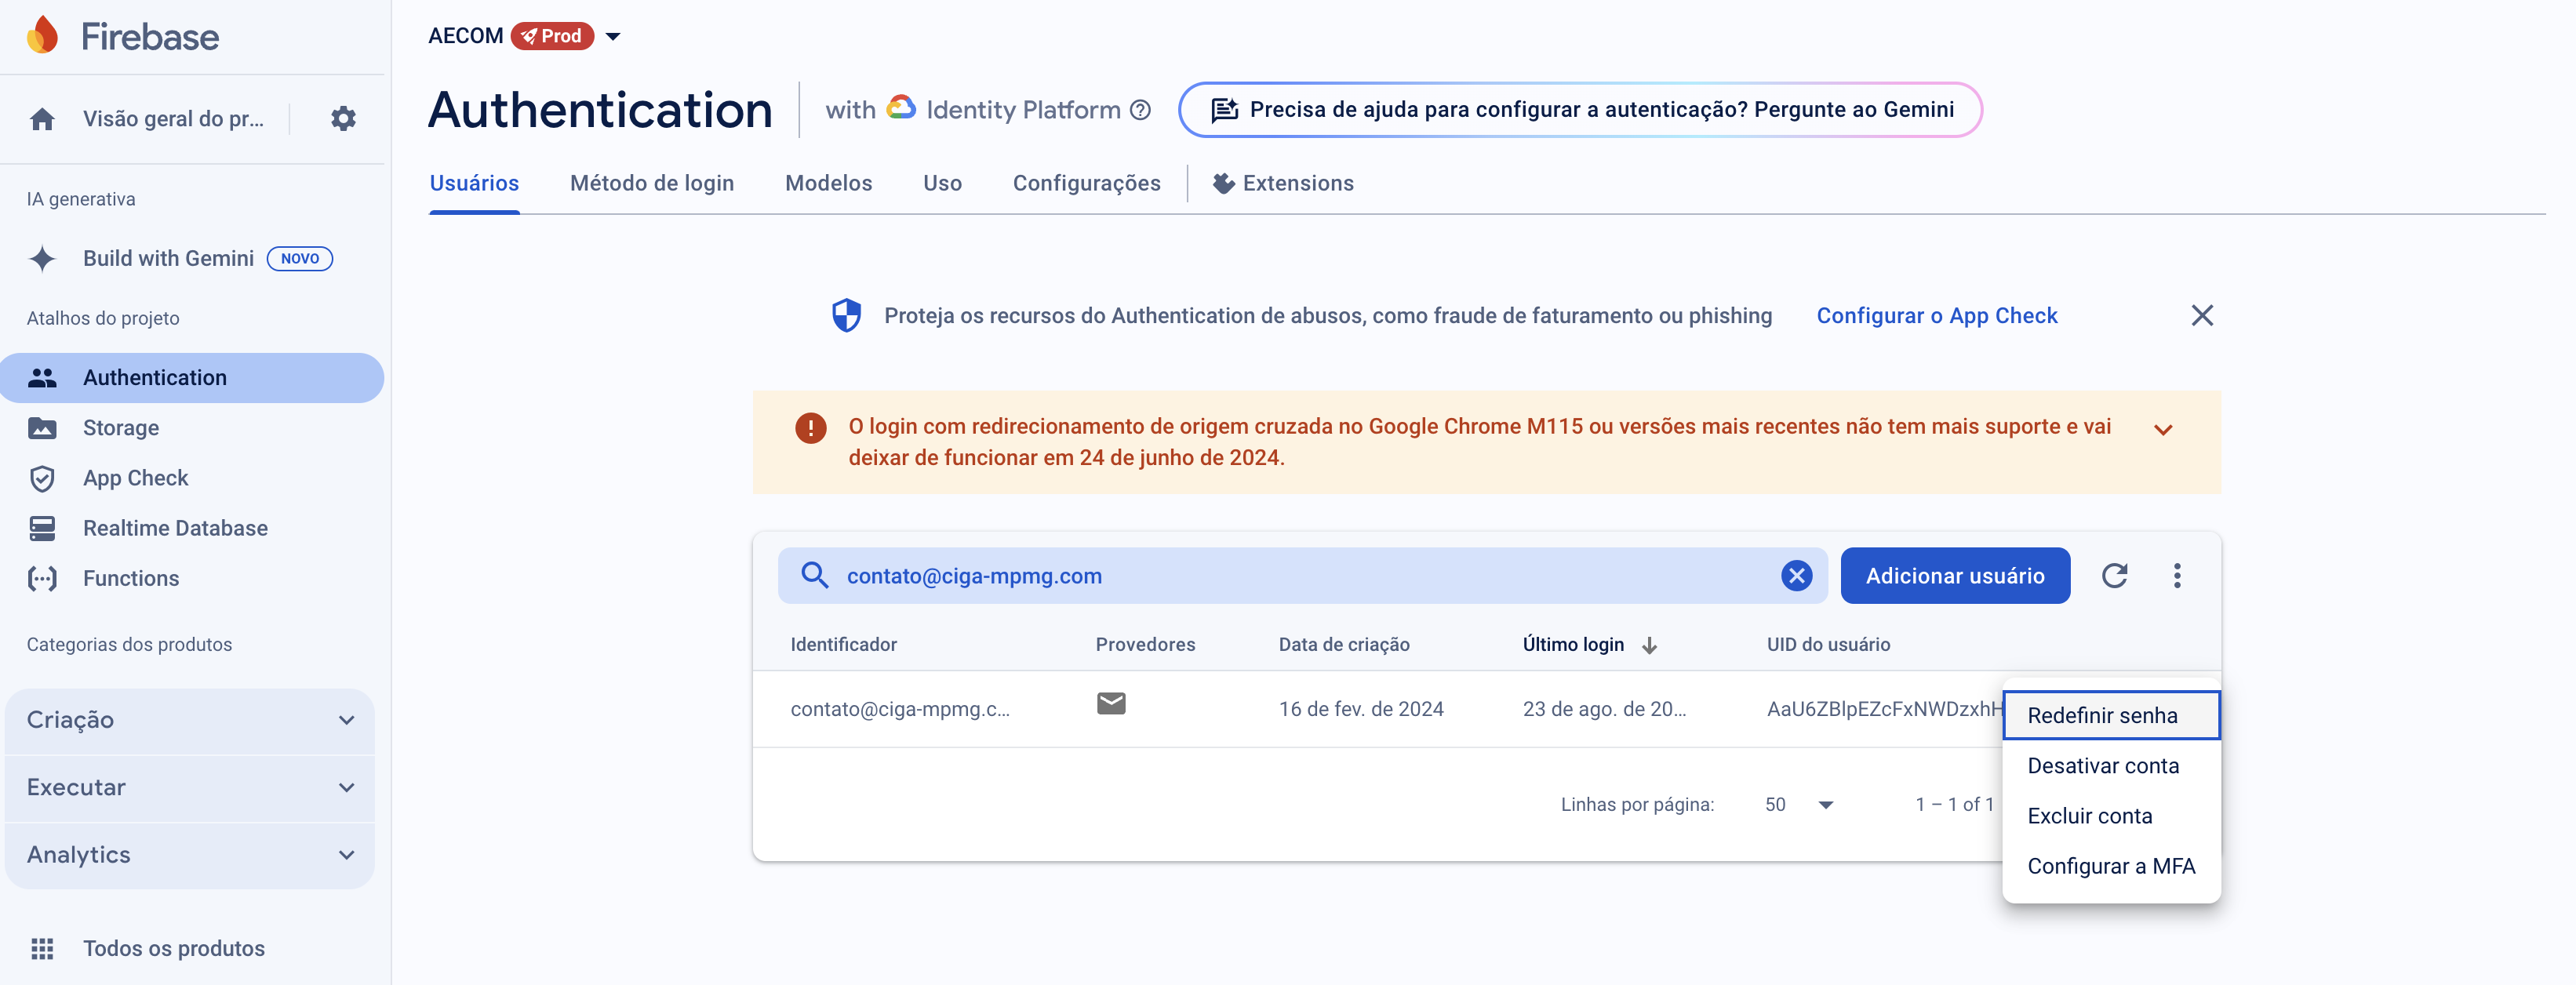 Firebase
Visão geral do pr...
IA generativa
Build with Gemini NOVO
Atalhos do projeto
Authentication
Storage
App Check
Realtime Database
Functions
Categorias dos produtos
Criação
Executar
Analytics
Todos os produtos
AECOM Prod
Authentication with Identity Platform Precisa de ajuda para configurar a autenticação? Pergunte ao Gemini
Usuários Método de login Modelos Uso Configurações Extensions
Proteja os recursos do Authentication de abusos, como fraude de faturamento ou phishing Configurar o App Check
O login com redirecionamento de origem cruzada no Google Chrome M115 ou versões mais recentes não tem mais suporte e vai
deixar de funcionar em 24 de junho de 2024.
contato@ciga-mpmg.com Adicionar usuário
Identificador Provedores Data de criação Último login UID do usuário
contato@ciga-mpmg.c... 16 de fev. de 2024 23 de ago. de 20... AaU6ZBlpEZcFxNWDzxhH
Redefinir senha
Desativar conta
Linhas por página: 50 1 – 1 of 1
Excluir conta
Configurar a MFA